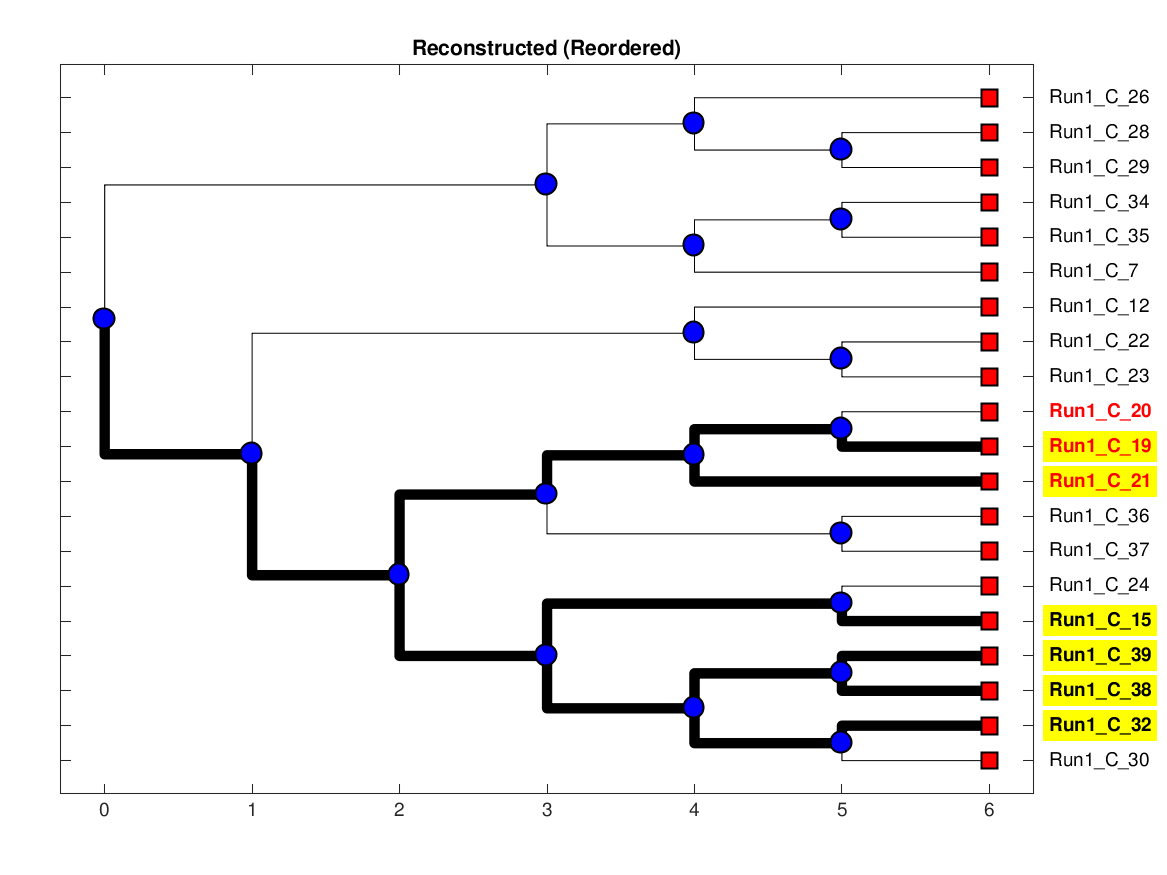 Reconstructed (Reordered)
Run1_C_26
Run1_C_28
Run1_C_29
Run1_C_34
Run1_C_35
Run1_C_7
Run1_C_12
Run1_C_22
Run1_C_23
Run1_C_20
Run1_C_19
Run1_C_21
Run1_C_36
Run1_C_37
Run1_C_24
Run1_C_15
Run1_C_39
Run1_C_38
Run1_C_32
Run1_C_30
0 1 2 3 4 5 6